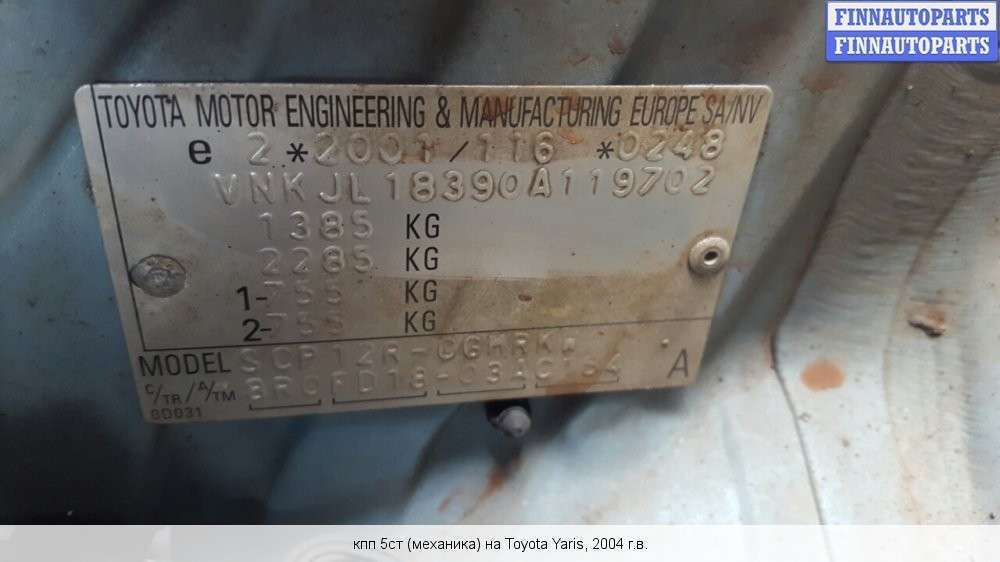 FINNAUTOPARTS
FINNAUTOPARTS
TOYOTA MOTOR ENGINEERING & MANUFACTURING EUROPE SA/NV
e 2*2001/116 *0248
VNKJL18390A119702
1385 KG
2285 KG
1- KG
2- KG
MODEL
C/TR/A/TM A
кпп 5ст (механика) на Toyota Yaris, 2004 г.в.